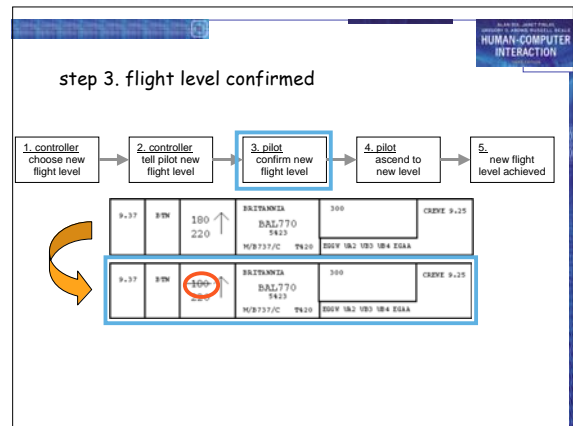 HUMAN-COMPUTER
INTERACTION
step 3. flight level confirmed
1. controller
choose new
flight level
2. controller
tell pilot new
flight level
3. pilot
confirm new
flight level
4. pilot
ascend to
new level
5.
new flight
level achieved
9.37 BTN 180 220 BRITANNIA BAL770 5423 M/B737/C T420 300 EGGW UA2 UB3 UB4 EGAA CREWE 9.25
9.37 BTN 180 220 BRITANNIA BAL770 5423 M/B737/C T420 300 EGGW UA2 UB3 UB4 EGAA CREWE 9.25